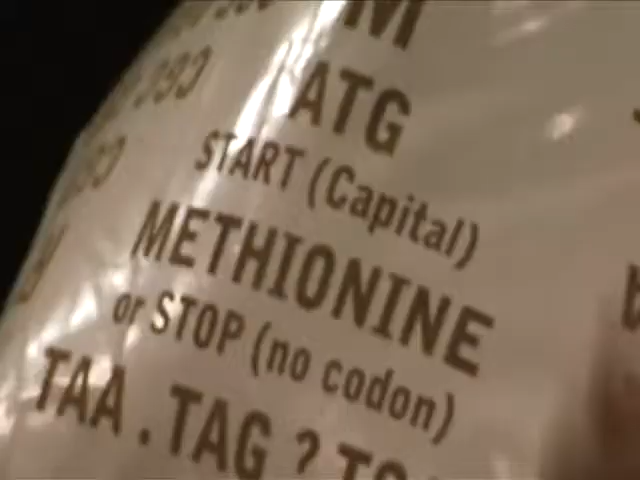 M
ATG
START (Capital)
METHIONINE
or STOP (no codon)
TAA . TAG ?